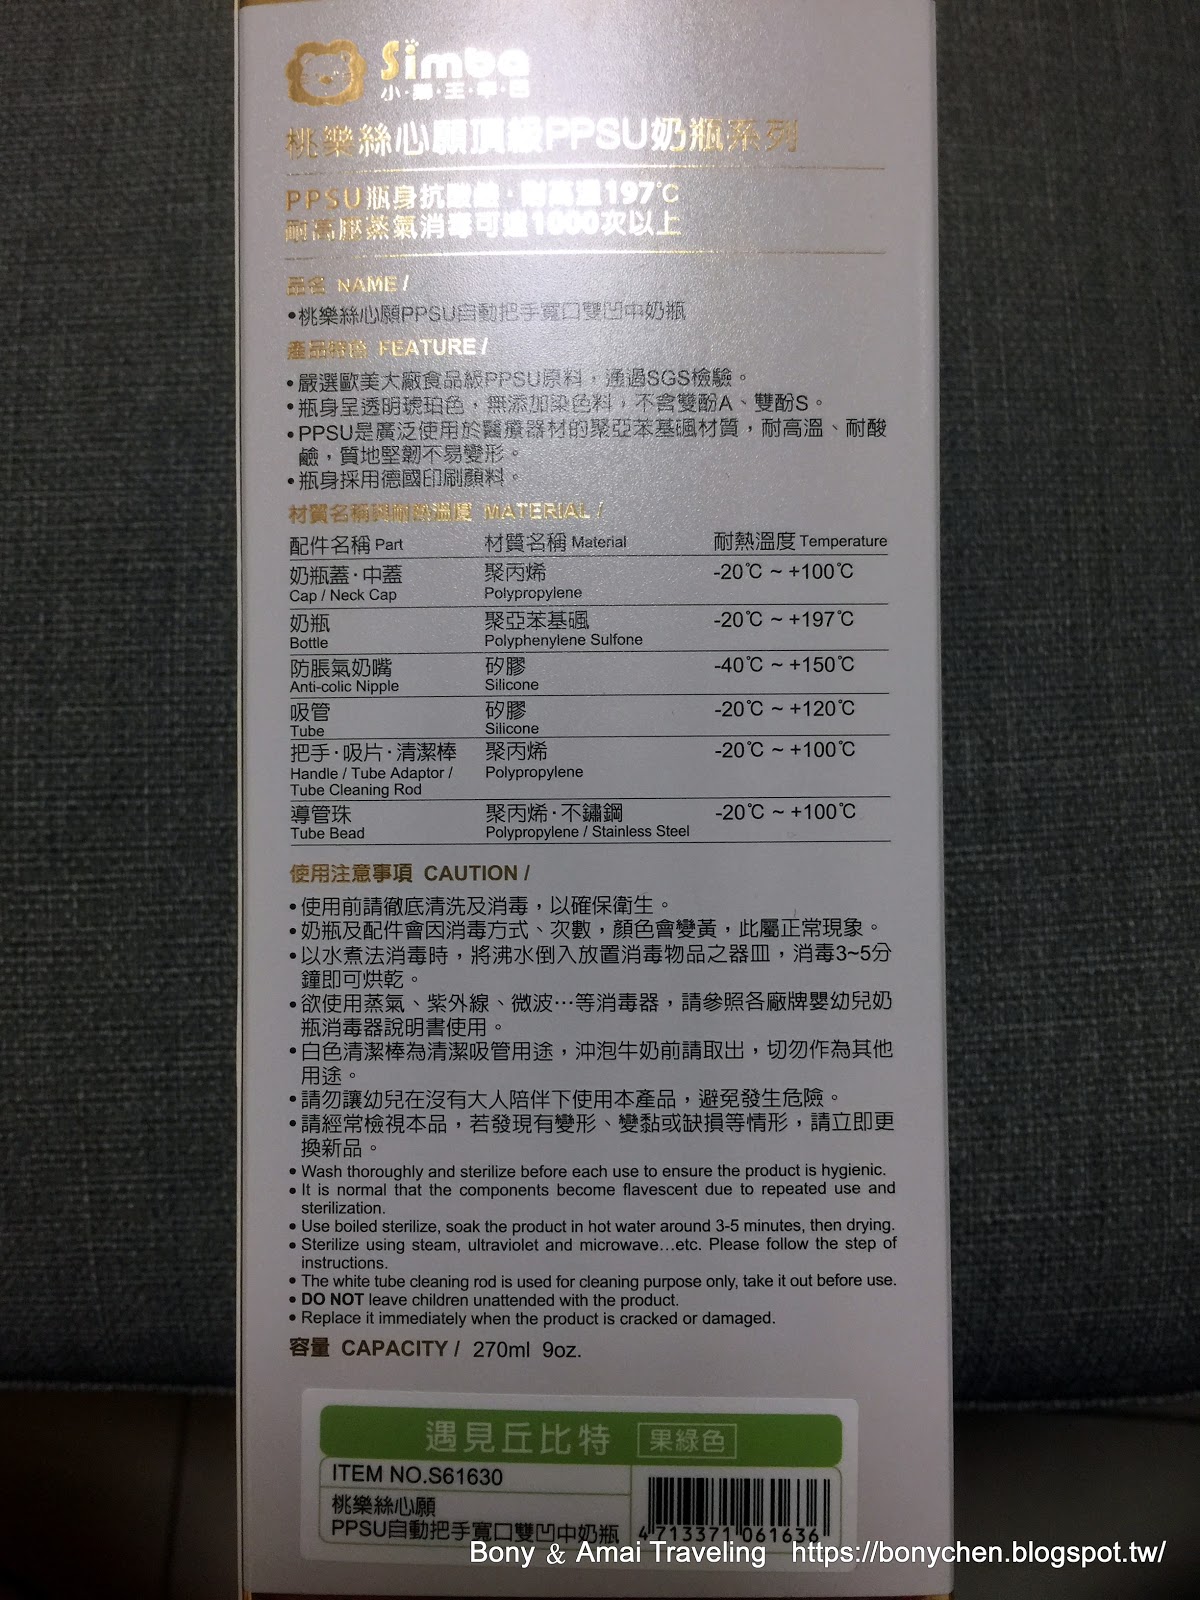 Simba
小·獅·王·辛·巴
桃樂絲心願頂級PPSU奶瓶系列
PPSU瓶身抗酸鹼·耐高溫197℃
耐高壓蒸氣消毒可達1000次以上
品名 NAME /
•桃樂絲心願PPSU自動把手寬口雙凹中奶瓶
產品特色 FEATURE /
•嚴選歐美大廠食品級PPSU原料，通過SGS檢驗。
•瓶身呈透明琥珀色，無添加染色料，不含雙酚A、雙酚S。
•PPSU是廣泛使用於醫療器材的聚亞苯基碸材質，耐高溫、耐酸
鹼，質地堅韌不易變形。
•瓶身採用德國印刷顏料。
材質名稱與耐熱溫度 MATERIAL /
配件名稱 Part 材質名稱 Material 耐熱溫度 Temperature
奶瓶蓋·中蓋 聚丙烯 -20℃ ~ +100℃
Cap / Neck Cap Polypropylene
奶瓶 聚亞苯基碸 -20℃ ~ +197℃
Bottle Polyphenylene Sulfone
防脹氣奶嘴 矽膠 -40℃ ~ +150℃
Anti-colic Nipple Silicone
吸管 矽膠 -20℃ ~ +120℃
Tube Silicone
把手·吸片·清潔棒 聚丙烯 -20℃ ~ +100℃
Handle / Tube Adaptor / Polypropylene
Tube Cleaning Rod
導管珠 聚丙烯·不鏽鋼 -20℃ ~ +100℃
Tube Bead Polypropylene / Stainless Steel
使用注意事項 CAUTION /
•使用前請徹底清洗及消毒，以確保衛生。
•奶瓶及配件會因消毒方式、次數，顏色會變黃，此屬正常現象。
•以水煮法消毒時，將沸水倒入放置消毒物品之器皿，消毒3~5分
鐘即可烘乾。
•欲使用蒸氣、紫外線、微波…等消毒器，請參照各廠牌嬰幼兒奶
瓶消毒器說明書使用。
•白色清潔棒為清潔吸管用途，沖泡牛奶前請取出，切勿作為其他
用途。
•請勿讓幼兒在沒有大人陪伴下使用本產品，避免發生危險。
•請經常檢視本品，若發現有變形、變黏或缺損等情形，請立即更
換新品。
• Wash thoroughly and sterilize before each use to ensure the product is hygienic.
• It is normal that the components become flavescent due to repeated use and
sterilization.
• Use boiled sterilize, soak the product in hot water around 3-5 minutes, then drying.
• Sterilize using steam, ultraviolet and microwave…etc. Please follow the step of
instructions.
• The white tube cleaning rod is used for cleaning purpose only, take it out before use.
• DO NOT leave children unattended with the product.
• Replace it immediately when the product is cracked or damaged.
容量 CAPACITY / 270ml 9oz.
遇見丘比特 果綠色
ITEM NO.S61630
桃樂絲心願
PPSU自動把手寬口雙凹中奶瓶 4 713371 061636
Bony & Amai Traveling https://bonychen.blogspot.tw/